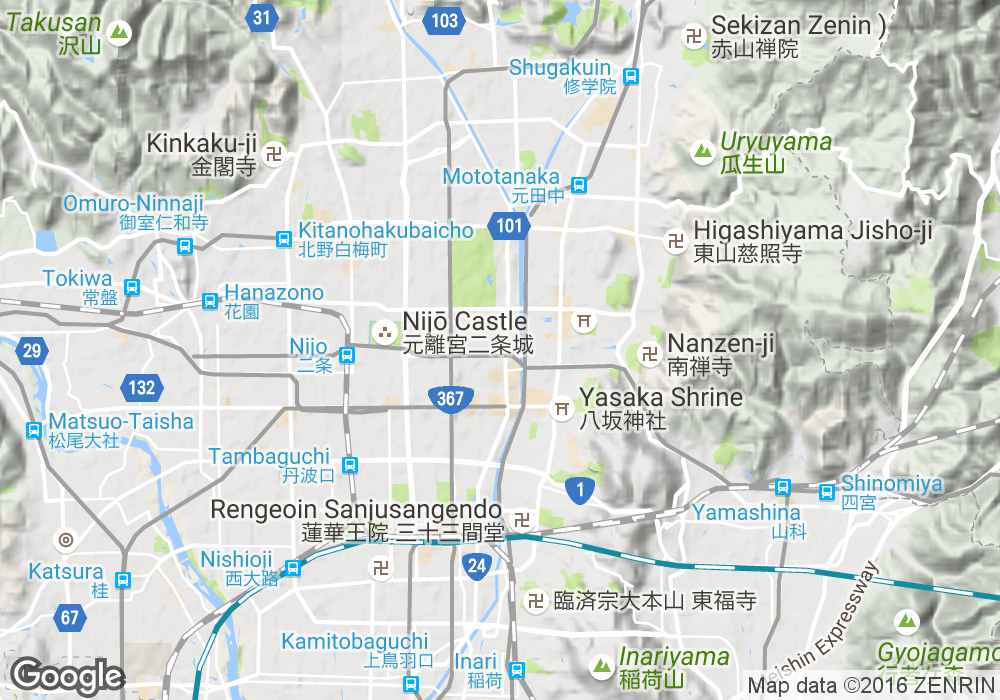 Takusan
沢山
31
103
Sekizan Zenin )
赤山禅院
Shugakuin
修学院
Kinkaku-ji
金閣寺
Uryuyama
瓜生山
Mototanaka
元田中
Omuro-Ninnaji
御室仁和寺
Kitanohakubaicho
北野白梅町
101
Higashiyama Jisho-ji
東山慈照寺
Tokiwa
常盤
Hanazono
花園
Nijō Castle
元離宮二条城
Nijo
二条
Nanzen-ji
南禅寺
29
132
367
Yasaka Shrine
八坂神社
Matsuo-Taisha
松尾大社
Tambaguchi
丹波口
1
Shinomiya
四宮
Yamashina
山科
Rengeoin Sanjusangendo
蓮華王院 三十三間堂
Nishioji
西大路
24
Katsura
桂
臨済宗大本山 東福寺
67
Kamitobaguchi
上鳥羽口
Inari
稲荷
Inariyama
稲荷山
eishin Expressway
Gyojagamo
Google
Map data ©2016 ZENRIN